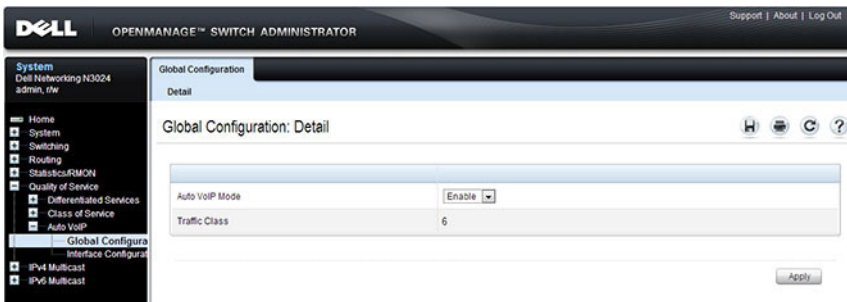 Support | About | Log Out
DELL OPENMANAGE™ SWITCH ADMINISTRATOR
System
Dell Networking N3024
admin, r/w
Home
System
Switching
Routing
Statistics/RMON
Quality of Service
Differentiated Services
Class of Service
Auto VoIP
Global Configura
Interface Configurat
IPv4 Multicast
IPv6 Multicast
Global Configuration
Detail
Global Configuration: Detail
Auto VoIP Mode Enable
Traffic Class 6
Apply